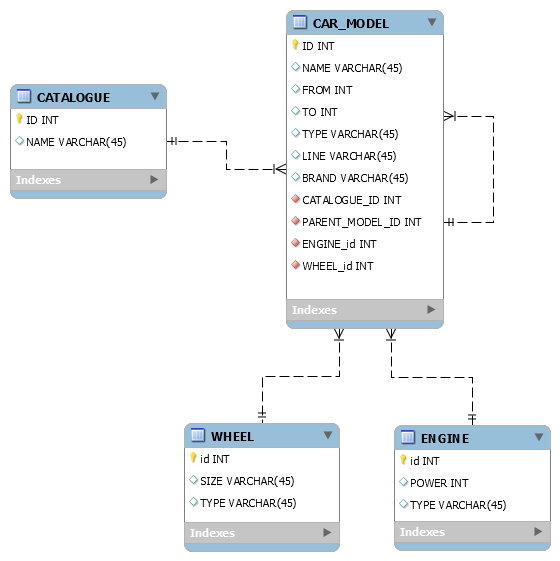 CAR_MODEL
ID INT
NAME VARCHAR(45)
FROM INT
TO INT
TYPE VARCHAR(45)
LINE VARCHAR(45)
BRAND VARCHAR(45)
CATALOGUE_ID INT
PARENT_MODEL_ID INT
ENGINE_id INT
WHEEL_id INT
Indexes
CATALOGUE
ID INT
NAME VARCHAR(45)
Indexes
WHEEL
id INT
SIZE VARCHAR(45)
TYPE VARCHAR(45)
Indexes
ENGINE
id INT
POWER INT
TYPE VARCHAR(45)
Indexes